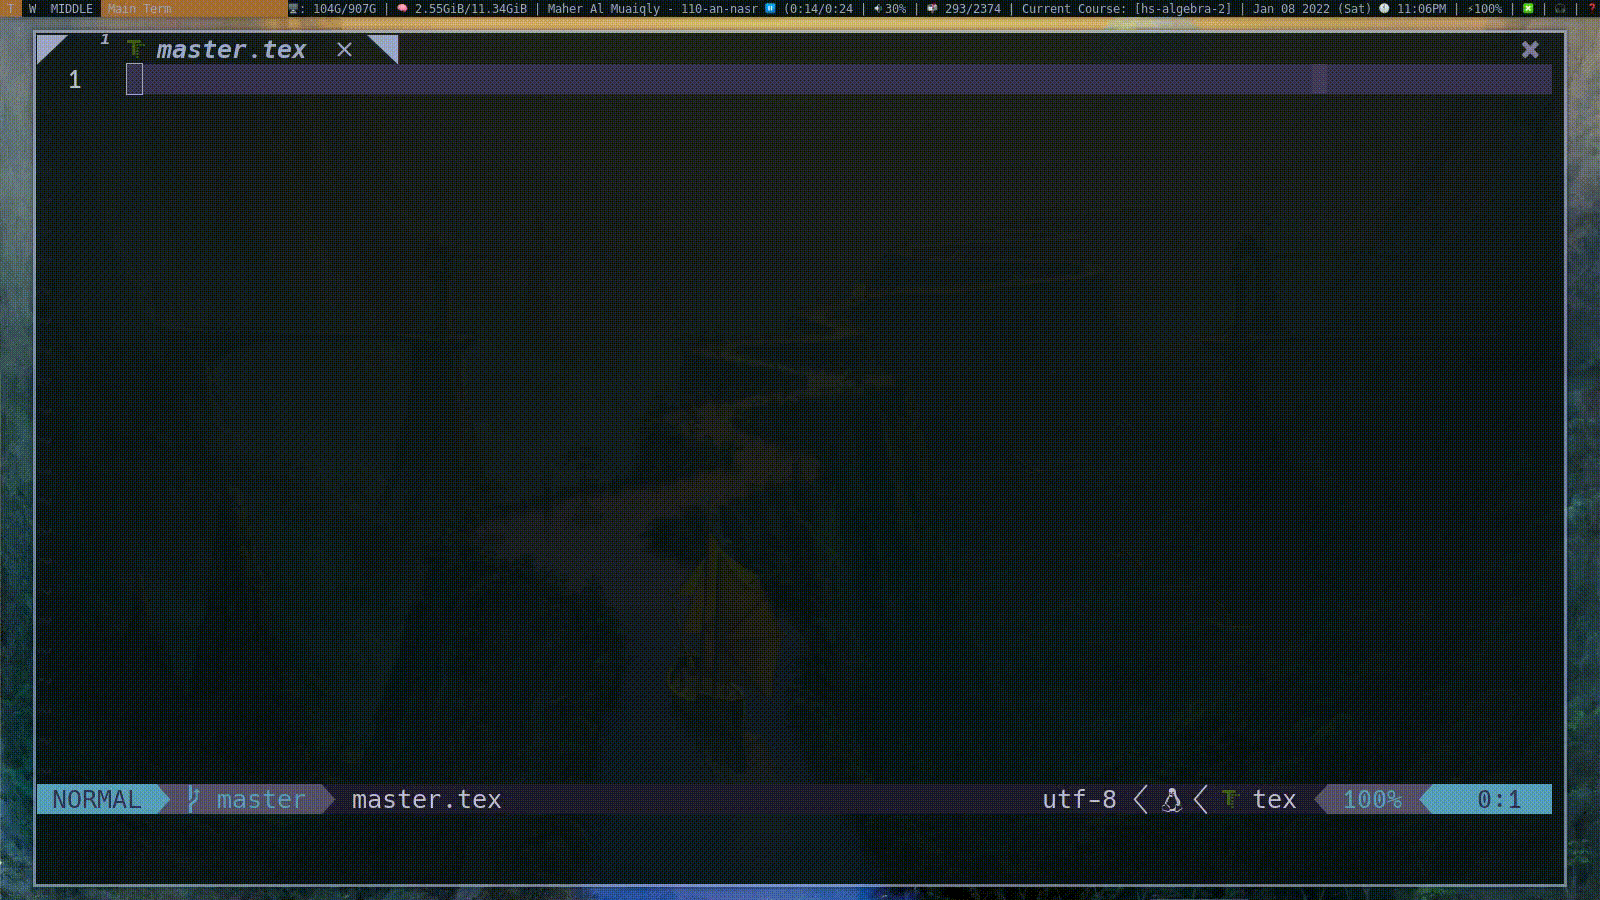 T W MIDDLE Main Term : 104G/907G | 2.55GiB/11.34GiB | Maher Al Muaiqly - 110-an-nasr (0:14/0:24 | 30% | 293/2374 | Current Course: [hs-algebra-2] | Jan 08 2022 (Sat) 11:06PM | ⚡100% | | |
1 master.tex ×
1
NORMAL master master.tex utf-8 tex 100% 0:1